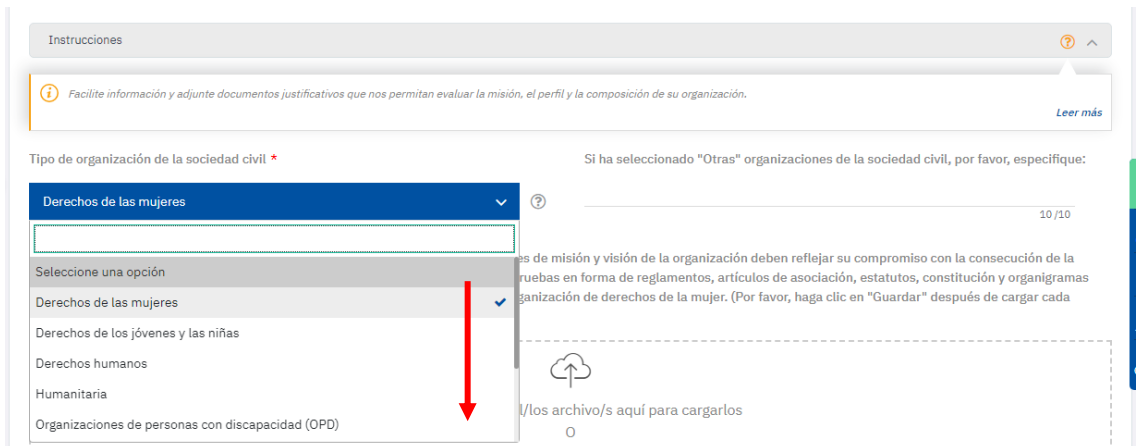 Instrucciones
Facilite información y adjunte documentos justificativos que nos permitan evaluar la misión, el perfil y la composición de su organización.
Leer más
Tipo de organización de la sociedad civil *
Si ha seleccionado "Otras" organizaciones de la sociedad civil, por favor, especifique:
Derechos de las mujeres
10/10
Seleccione una opción
Derechos de las mujeres
Derechos de los jóvenes y las niñas
Derechos humanos
Humanitaria
Organizaciones de personas con discapacidad (OPD)
de misión y visión de la organización deben reflejar su compromiso con la consecución de la
en forma de reglamentos, artículos de asociación, estatutos, constitución y organigramas
de derechos de la mujer. (Por favor, haga clic en "Guardar" después de cargar cada
archivo/s aquí para cargarlos
O